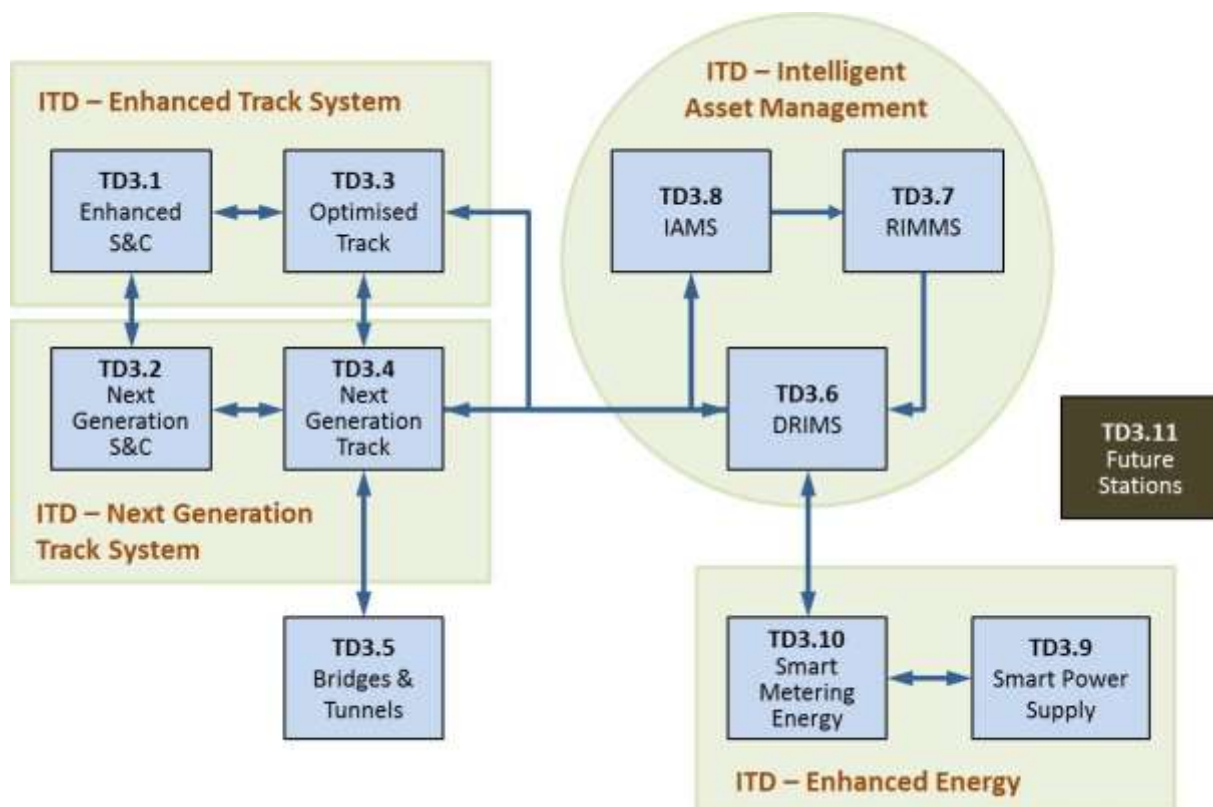 ITD – Enhanced Track System
TD3.1
Enhanced
S&C
TD3.3
Optimised
Track
TD3.2
Next
Generation
S&C
TD3.4
Next
Generation
Track
ITD – Next Generation
Track System
TD3.5
Bridges &
Tunnels
ITD – Intelligent
Asset Management
TD3.8
IAMS
TD3.7
RIMMS
TD3.6
DRIMS
TD3.11
Future
Stations
TD3.10
Smart
Metering
Energy
TD3.9
Smart Power
Supply
ITD – Enhanced Energy